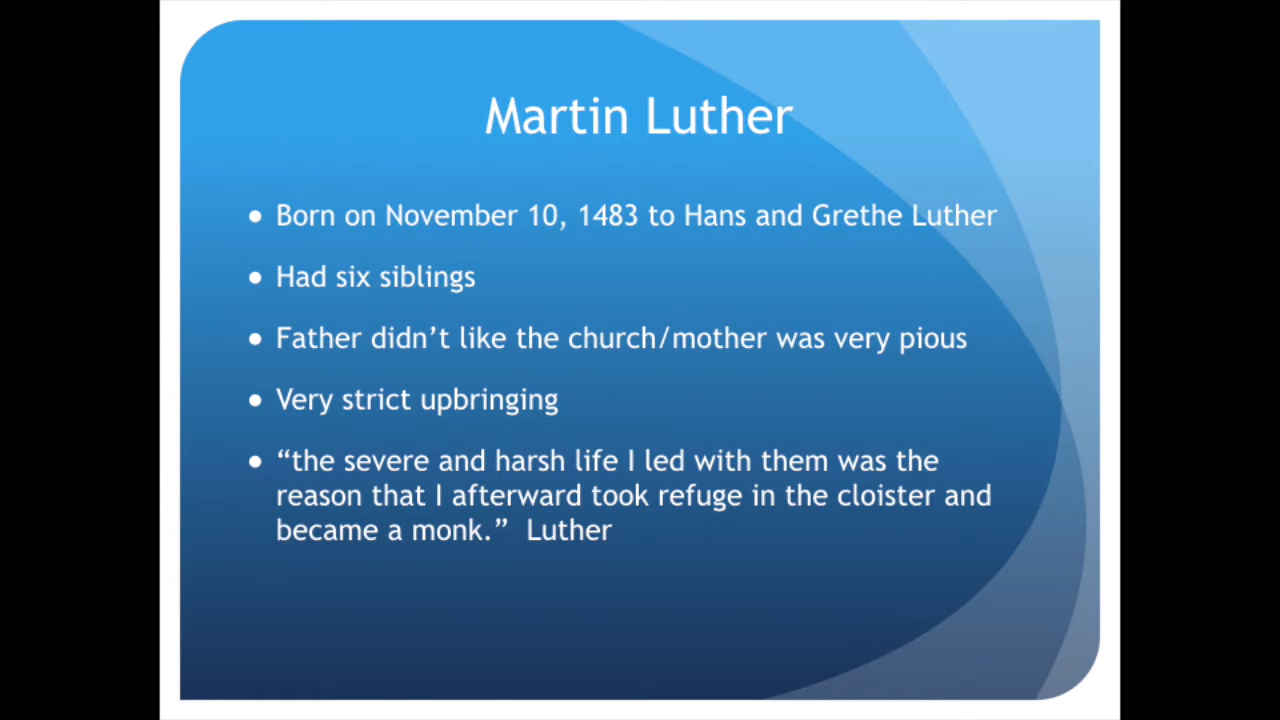 Martin Luther
● Born on November 10, 1483 to Hans and Grethe Luther
● Had six siblings
● Father didn’t like the church/mother was very pious
● Very strict upbringing
● “the severe and harsh life I led with them was the
reason that I afterward took refuge in the cloister and
became a monk.”  Luther